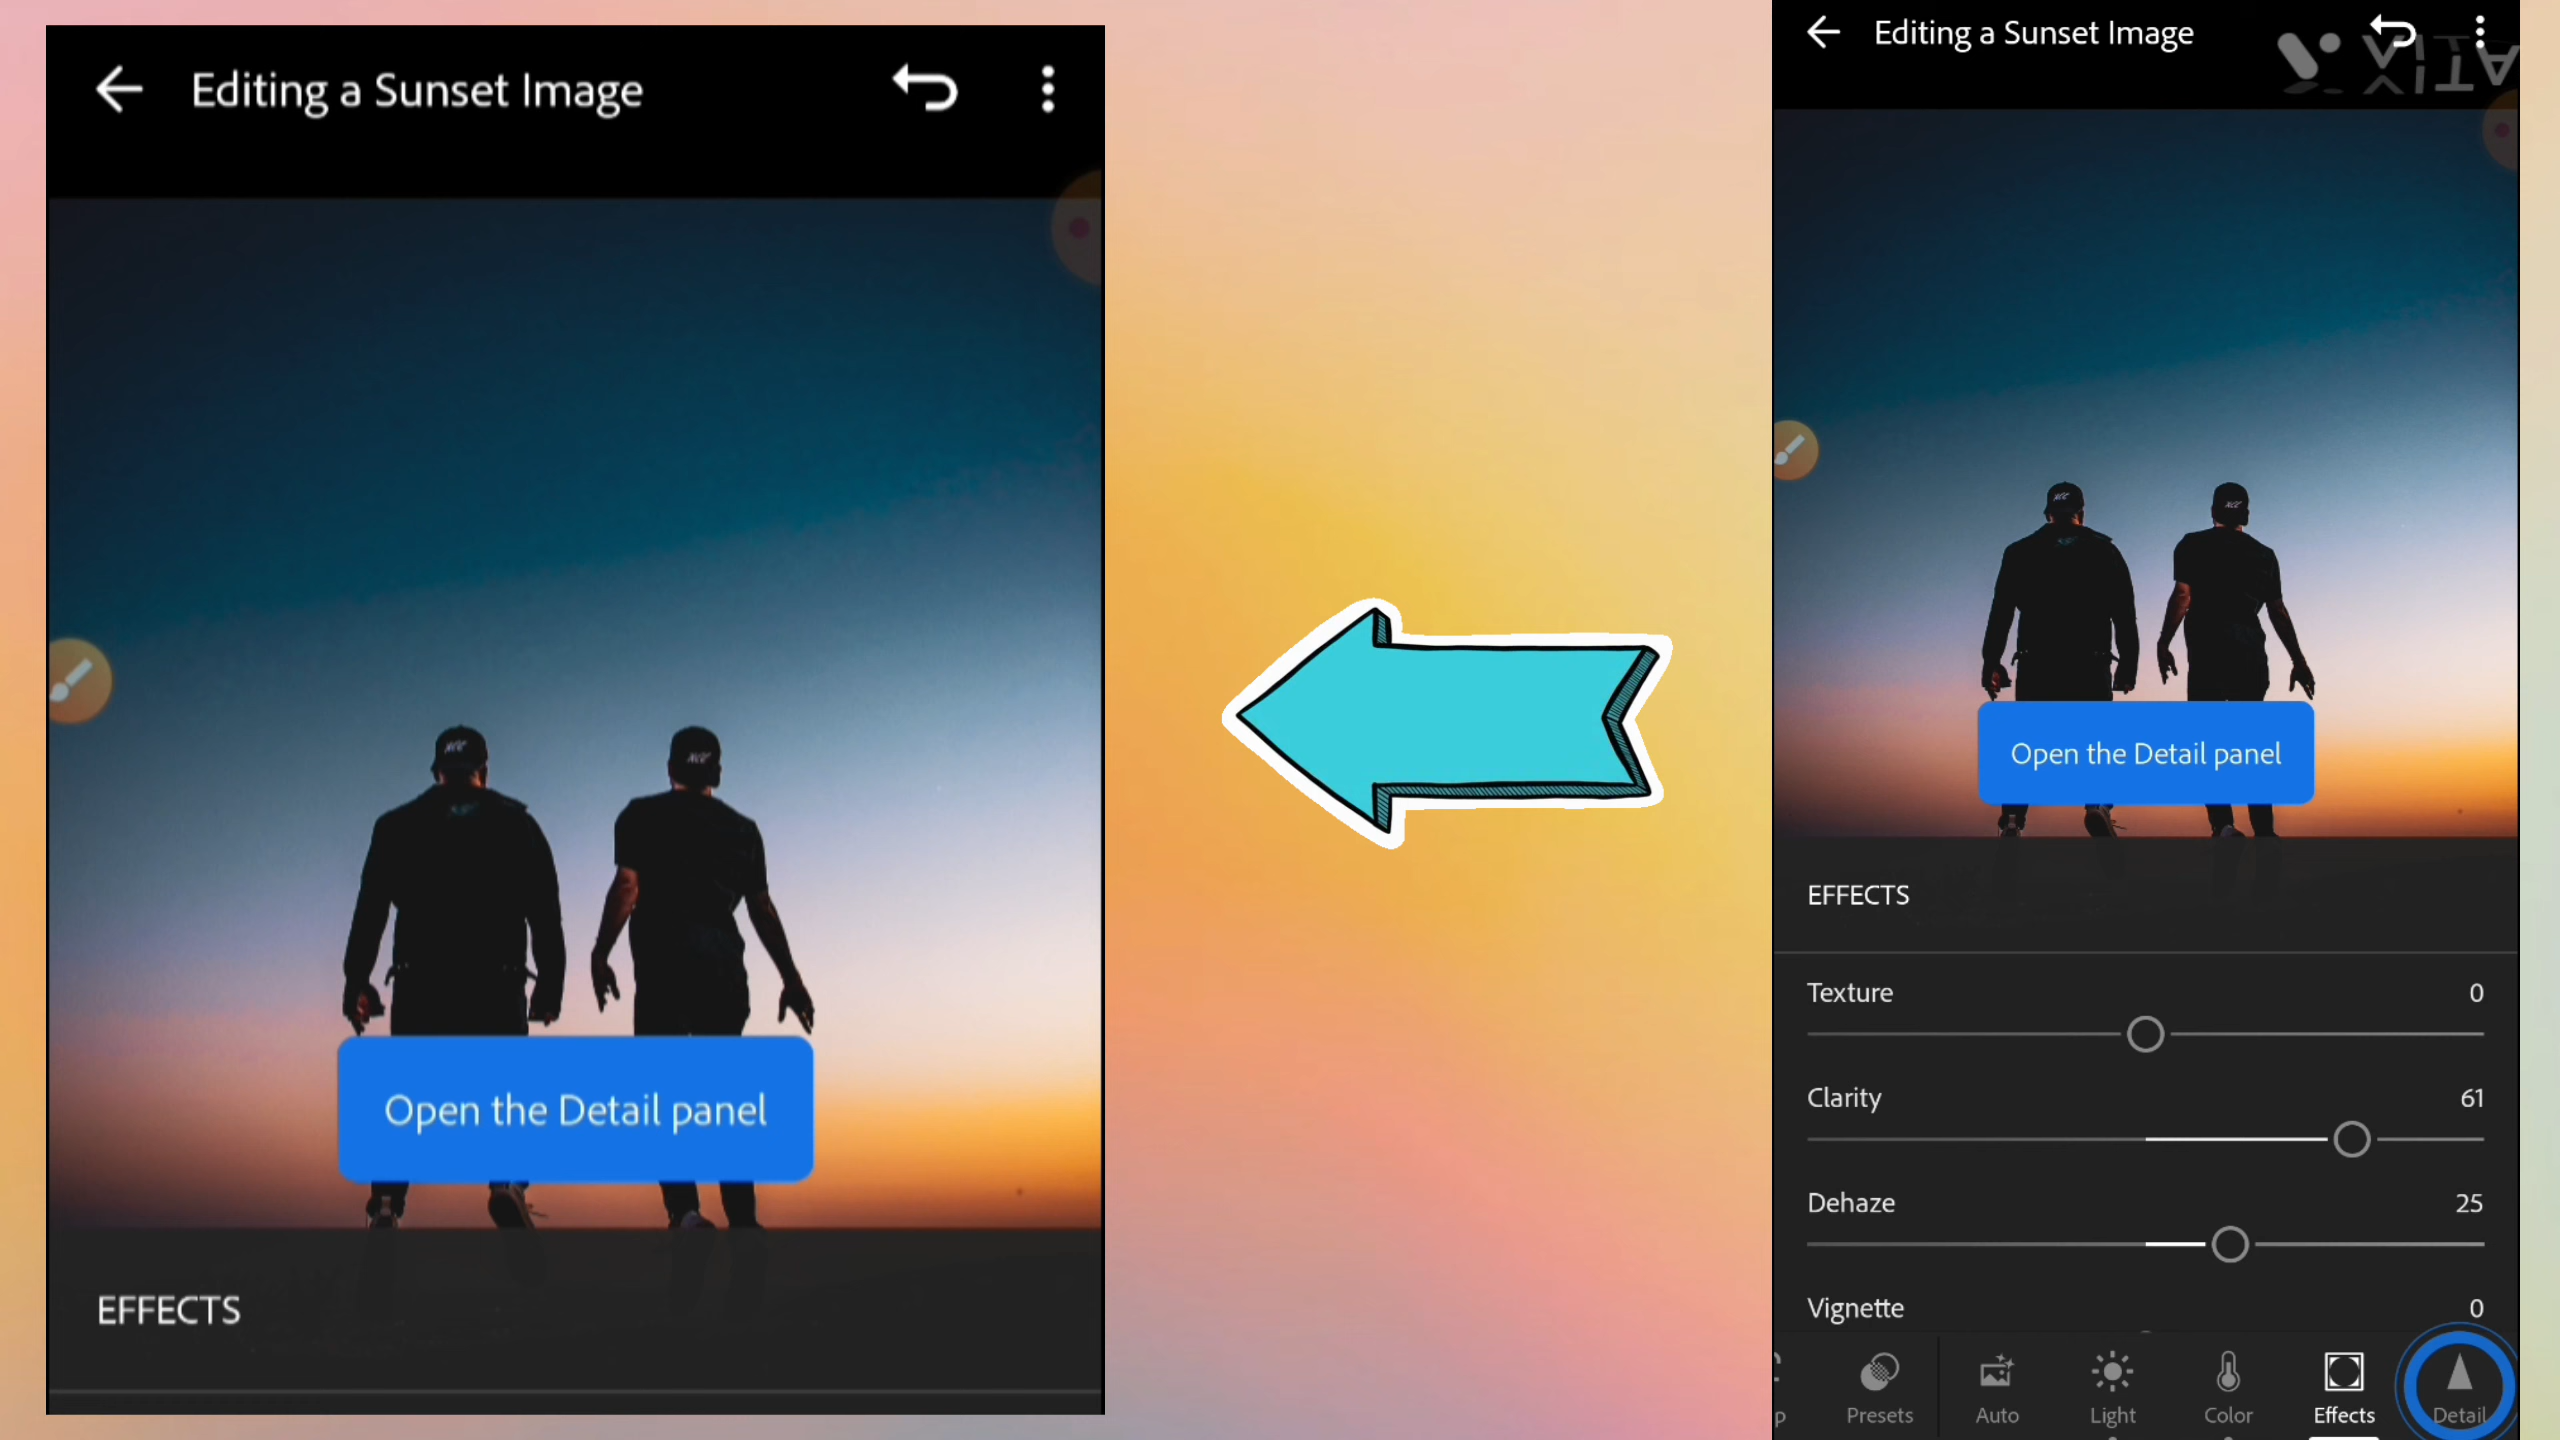 Editing a Sunset Image
Open the Detail panel
EFFECTS
Editing a Sunset Image
Open the Detail panel
EFFECTS
Texture 0
Clarity 61
Dehaze 25
Vignette 0
p Presets Auto Light Color Effects Detail